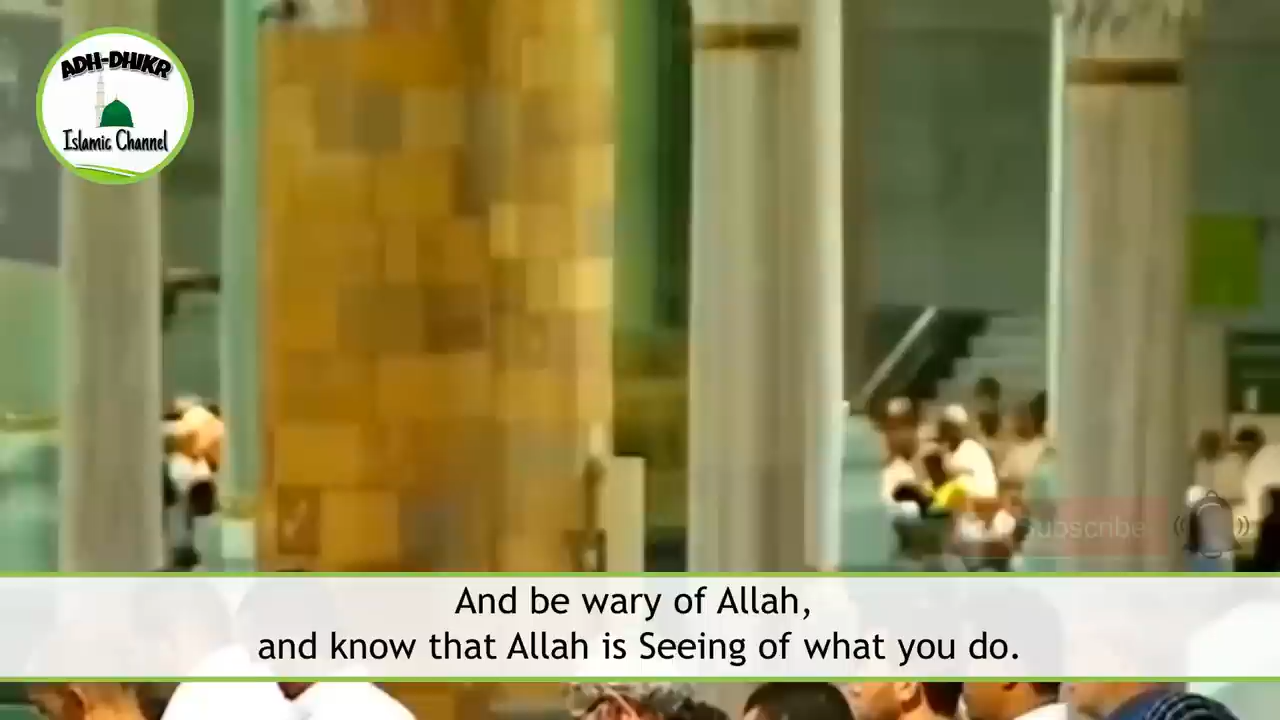 ADH-DHIKR
Islamic Channel
Subscribe
And be wary of Allah,
and know that Allah is Seeing of what you do.